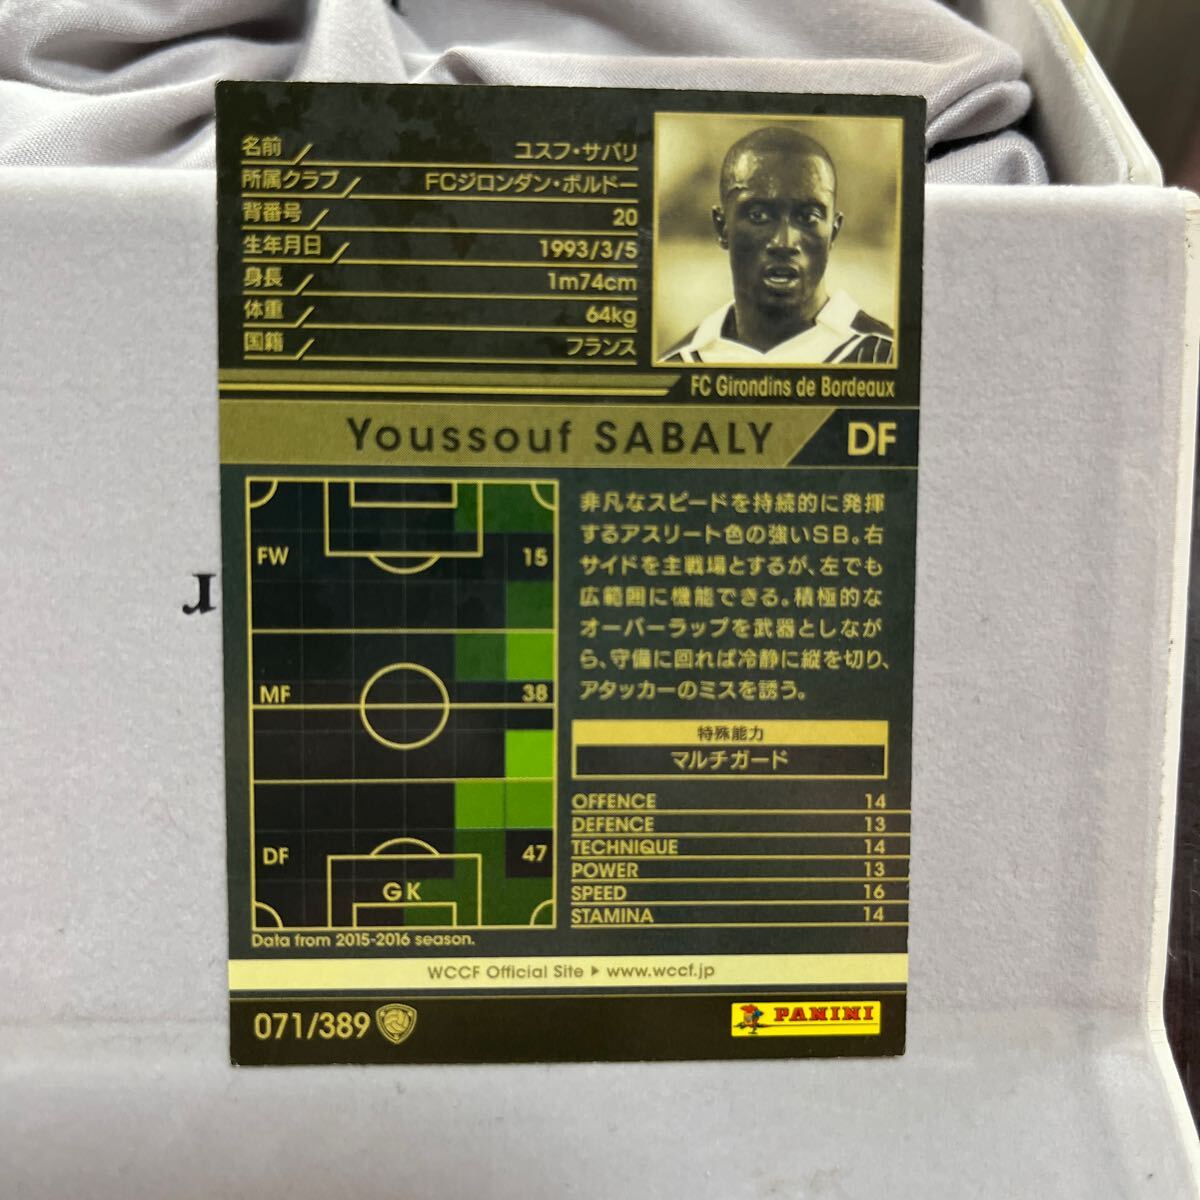 名前 ユスフ・サバリ
所属クラブ FCジロンダン・ボルドー
背番号 20
生年月日 1993/3/5
身長 1m74cm
体重 64kg
国籍 フランス
FC Girondins de Bordeaux
Youssouf SABALY DF
FW 15
MF 38
DF 47
GK
Data from 2015-2016 season.
非凡なスピードを持続的に発揮
するアスリート色の強いSB。右
サイドを主戦場とするが、左でも
広範囲に機能できる。積極的な
オーバーラップを武器としなが
ら、守備に回れば冷静に縦を切り、
アタッカーのミスを誘う。
特殊能力
マルチガード
OFFENCE 14
DEFENCE 13
TECHNIQUE 14
POWER 13
SPEED 16
STAMINA 14
WCCF Official Site ▶ www.wccf.jp
071/389
PANINI
r